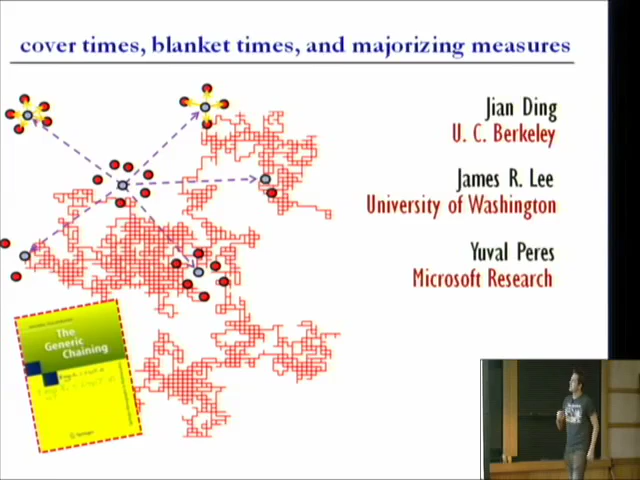 cover times, blanket times, and majorizing measures
Jian Ding
U. C. Berkeley
James R. Lee
University of Washington
Yuval Peres
Microsoft Research
The
Generic
Chaining
Springer